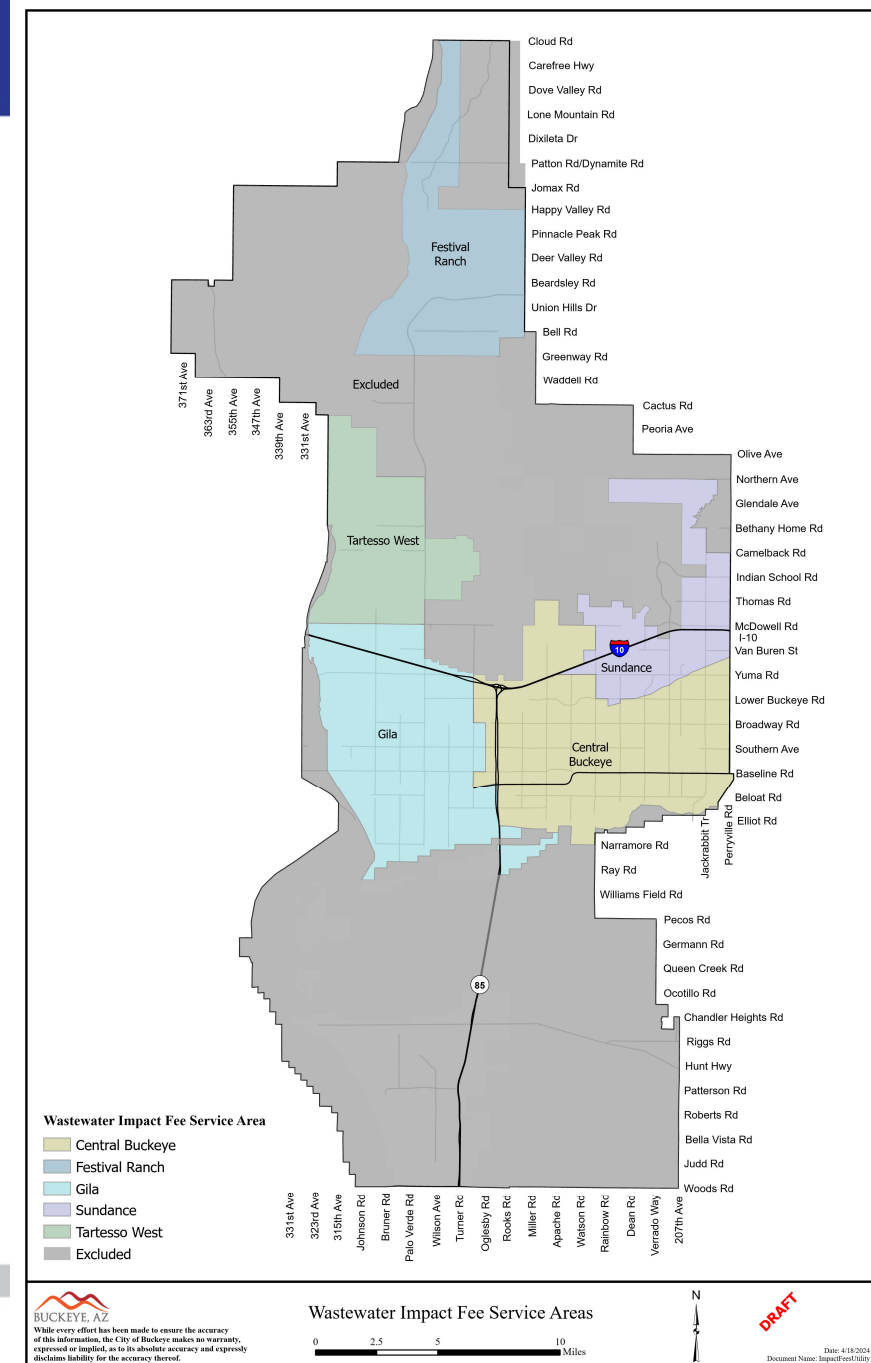 Cloud Rd
Carefree Hwy
Dove Valley Rd
Lone Mountain Rd
Dixileta Dr
Patton Rd/Dynamite Rd
Jomax Rd
Happy Valley Rd
Pinnacle Peak Rd
Deer Valley Rd
Beardsley Rd
Union Hills Dr
Bell Rd
Greenway Rd
Waddell Rd
Cactus Rd
Peoria Ave
Olive Ave
Northern Ave
Glendale Ave
Bethany Home Rd
Camelback Rd
Indian School Rd
Thomas Rd
McDowell Rd
I-10
Van Buren St
Yuma Rd
Lower Buckeye Rd
Broadway Rd
Southern Ave
Baseline Rd
Beloat Rd
Elliot Rd
Jackrabbit Tr
Perryville Rd
Narramore Rd
Ray Rd
Williams Field Rd
Pecos Rd
Germann Rd
Queen Creek Rd
Ocotillo Rd
Chandler Heights Rd
Riggs Rd
Hunt Hwy
Patterson Rd
Roberts Rd
Bella Vista Rd
Judd Rd
Woods Rd
371st Ave
363rd Ave
355th Ave
347th Ave
339th Ave
331st Ave
Festival
Ranch
Excluded
Tartesso West
10
Sundance
Gila
Central
Buckeye
85
Wastewater Impact Fee Service Area
Central Buckeye
Festival Ranch
Gila
Sundance
Tartesso West
Excluded
331st Ave
323rd Ave
315th Ave
Johnson Rd
Bruner Rd
Palo Verde Rd
Wilson Ave
Turner Rd
Oglesby Rd
Rooks Rd
Miller Rd
Apache Rd
Watson Rd
Rainbow Rd
Dean Rd
Verrado Way
207th Ave
BUCKEYE, AZ
While every effort has been made to ensure the accuracy
of this information, the City of Buckeye makes no warranty,
expressed or implied, as to its absolute accuracy and expressly
disclaims liability for the accuracy thereof.
Wastewater Impact Fee Service Areas
0 2.5 5 10
Miles
N
DRAFT
Date: 4/18/2024
Document Name: ImpactFeesUtility